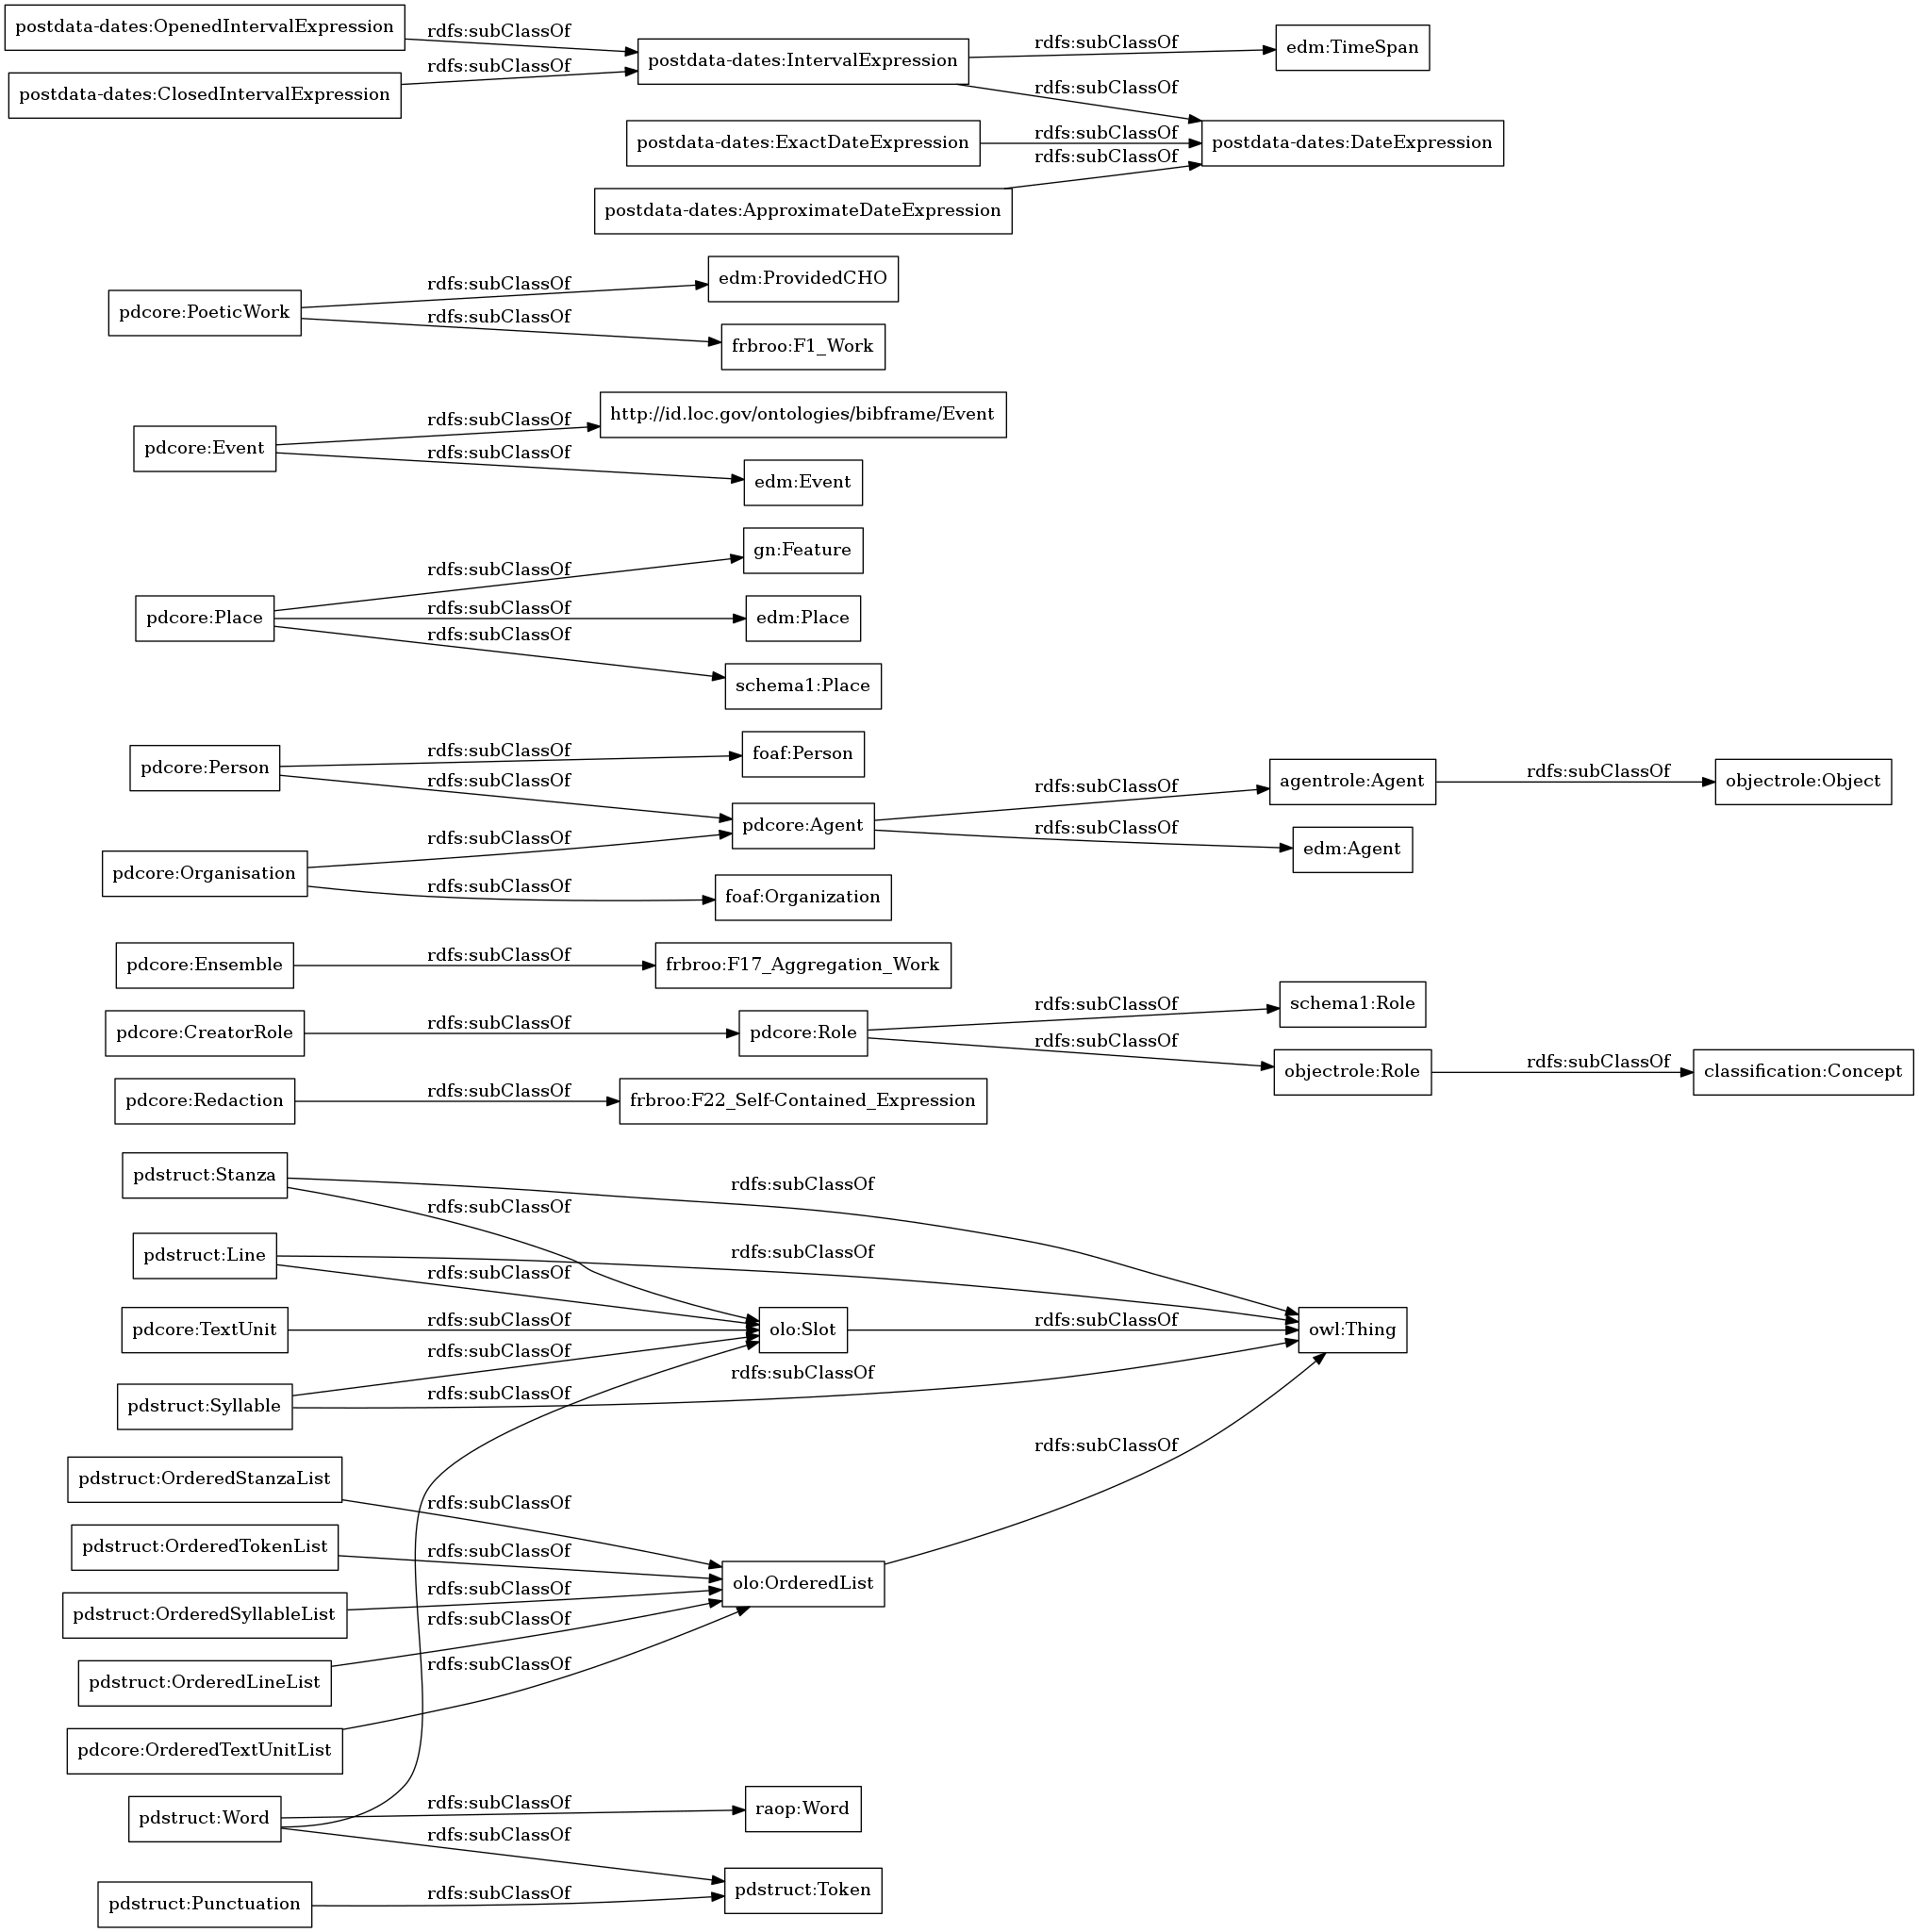 postdata-dates:OpenedIntervalExpression
rdfs:subClassOf
postdata-dates:ClosedIntervalExpression
rdfs:subClassOf
postdata-dates:IntervalExpression
rdfs:subClassOf
edm:TimeSpan
rdfs:subClassOf
postdata-dates:ExactDateExpression
rdfs:subClassOf
postdata-dates:DateExpression
rdfs:subClassOf
postdata-dates:ApproximateDateExpression
pdcore:PoeticWork
rdfs:subClassOf
edm:ProvidedCHO
rdfs:subClassOf
frbroo:F1_Work
pdcore:Event
rdfs:subClassOf
http://id.loc.gov/ontologies/bibframe/Event
rdfs:subClassOf
edm:Event
pdcore:Place
rdfs:subClassOf
gn:Feature
rdfs:subClassOf
edm:Place
rdfs:subClassOf
schema1:Place
pdcore:Person
rdfs:subClassOf
foaf:Person
rdfs:subClassOf
pdcore:Agent
rdfs:subClassOf
agentrole:Agent
rdfs:subClassOf
objectrole:Object
rdfs:subClassOf
edm:Agent
pdcore:Organisation
rdfs:subClassOf
rdfs:subClassOf
foaf:Organization
pdcore:Ensemble
rdfs:subClassOf
frbroo:F17_Aggregation_Work
pdcore:CreatorRole
rdfs:subClassOf
pdcore:Role
rdfs:subClassOf
schema1:Role
rdfs:subClassOf
objectrole:Role
rdfs:subClassOf
classification:Concept
pdcore:Redaction
rdfs:subClassOf
frbroo:F22_Self-Contained_Expression
pdstruct:Stanza
rdfs:subClassOf
rdfs:subClassOf
pdstruct:Line
rdfs:subClassOf
rdfs:subClassOf
pdcore:TextUnit
rdfs:subClassOf
olo:Slot
rdfs:subClassOf
owl:Thing
pdstruct:Syllable
rdfs:subClassOf
rdfs:subClassOf
rdfs:subClassOf
pdstruct:OrderedStanzaList
rdfs:subClassOf
rdfs:subClassOf
pdstruct:OrderedTokenList
rdfs:subClassOf
olo:OrderedList
pdstruct:OrderedSyllableList
rdfs:subClassOf
pdstruct:OrderedLineList
rdfs:subClassOf
pdcore:OrderedTextUnitList
rdfs:subClassOf
pdstruct:Word
rdfs:subClassOf
raop:Word
rdfs:subClassOf
pdstruct:Token
pdstruct:Punctuation
rdfs:subClassOf